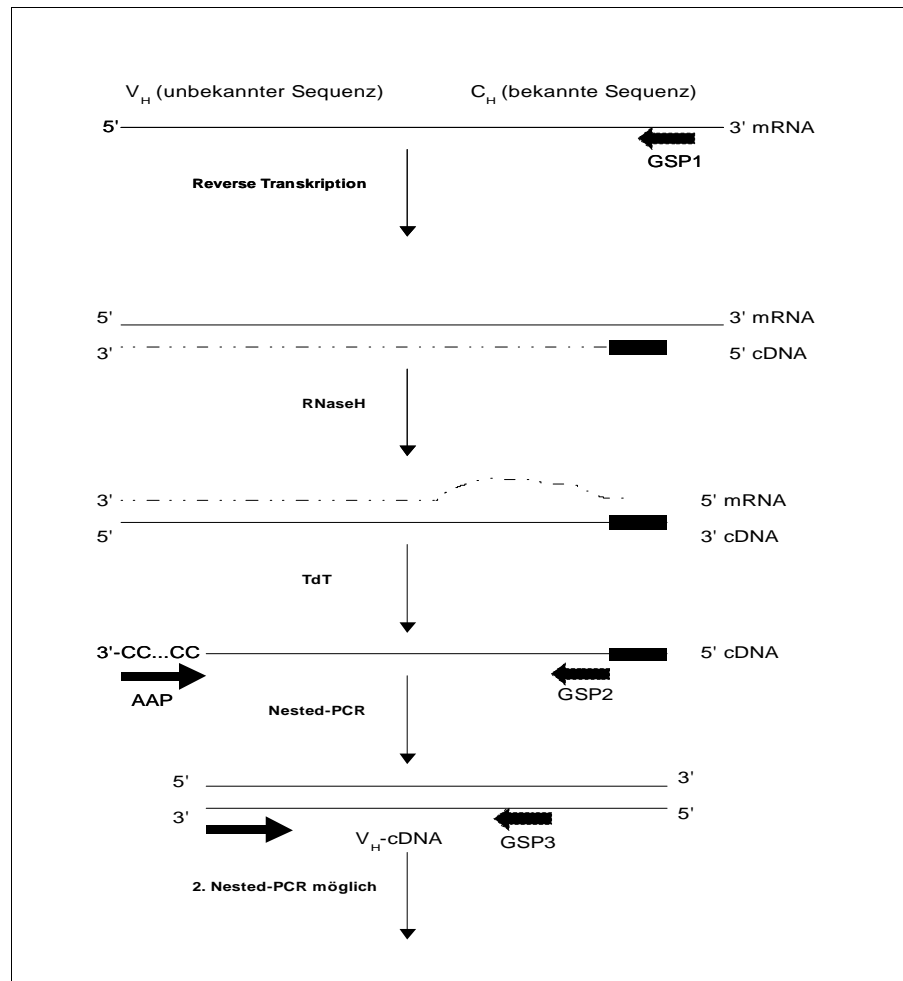 V_H (unbekannter Sequenz) C_H (bekannte Sequenz)
5' 3' mRNA
GSP1
Reverse Transkription
5' 3' mRNA
3' 5' cDNA
RNaseH
3' 5' mRNA
5' 3' cDNA
TdT
3'-CC...CC 5' cDNA
AAP GSP2
Nested-PCR
5' 3'
3' 5'
V_H-cDNA GSP3
2. Nested-PCR möglich